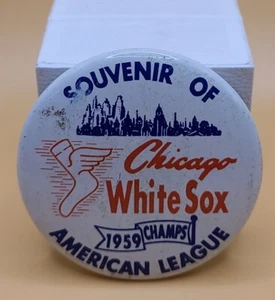 SOUVENIR OF
Chicago
White Sox
1959 CHAMPS
AMERICAN LEAGUE